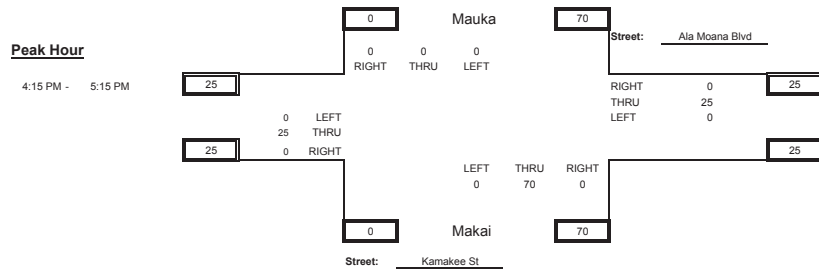 0 Mauka 70
Street: Ala Moana Blvd
Peak Hour
0 0 0
RIGHT THRU LEFT
4:15 PM - 5:15 PM
25
RIGHT 0
25
THRU 25
LEFT 0
0 LEFT
25 THRU
25
0 RIGHT
25
LEFT THRU RIGHT
0 70 0
0 Makai 70
Street: Kamakee St